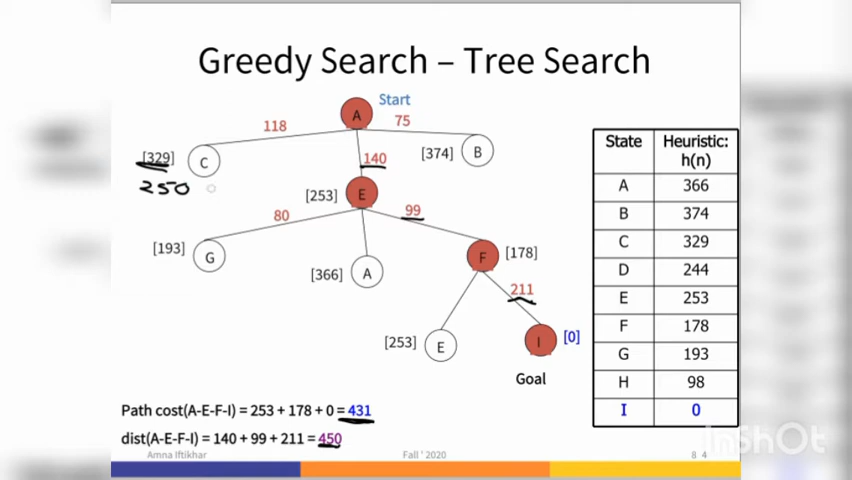 Greedy Search – Tree Search
Start
A
118
75
[329]
C
140
[374]
B
250
[253]
E
80
99
[193]
G
[366]
A
F
[178]
211
[253]
E
I
[0]
Goal
State Heuristic: h(n)
A 366
B 374
C 329
D 244
E 253
F 178
G 193
H 98
I 0
Path cost(A-E-F-I) = 253 + 178 + 0 = 431
dist(A-E-F-I) = 140 + 99 + 211 = 450
Amna Iftikhar Fall ' 2020 8 4
InShOt